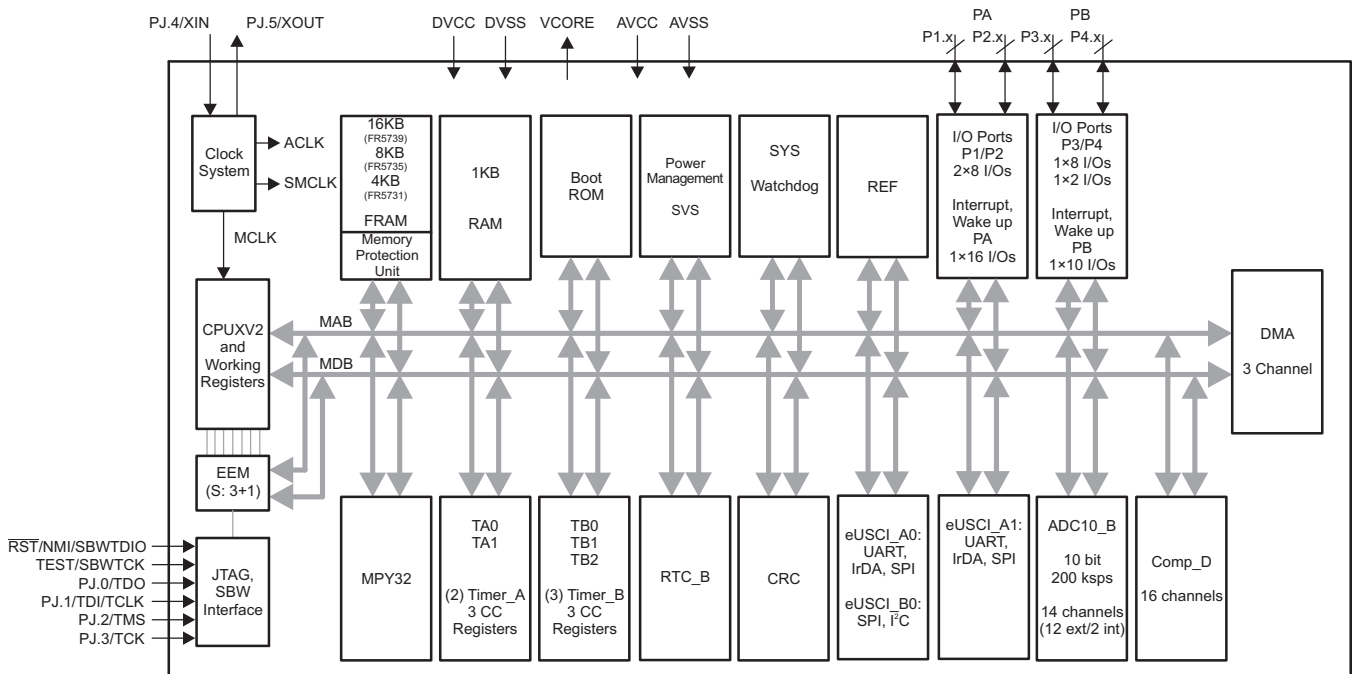 PJ.4/XIN
PJ.5/XOUT
DVCC
DVSS
VCORE
AVCC
AVSS
PA
P1.x
P2.x
PB
P3.x
P4.x
Clock
System
ACLK
SMCLK
MCLK
16KB
(FR5739)
8KB
(FR5735)
4KB
(FR5731)
FRAM
Memory
Protection
Unit
1KB
RAM
Boot
ROM
Power
Management
SVS
SYS
Watchdog
REF
I/O Ports
P1/P2
2×8 I/Os
Interrupt,
Wake up
PA
1×16 I/Os
I/O Ports
P3/P4
1×8 I/Os
1×2 I/Os
Interrupt,
Wake up
PB
1×10 I/Os
CPUXV2
and
Working
Registers
MAB
MDB
DMA
3 Channel
EEM
(S: 3+1)
RST/NMI/SBWTDIO
TEST/SBWTCK
PJ.0/TDO
PJ.1/TDI/TCLK
PJ.2/TMS
PJ.3/TCK
JTAG,
SBW
Interface
MPY32
TA0
TA1
(2) Timer_A
3 CC
Registers
TB0
TB1
TB2
(3) Timer_B
3 CC
Registers
RTC_B
CRC
eUSCI_A0:
UART,
IrDA, SPI
eUSCI_B0:
SPI, I²C
eUSCI_A1:
UART,
IrDA, SPI
ADC10_B
10 bit
200 ksps
14 channels
(12 ext/2 int)
Comp_D
16 channels